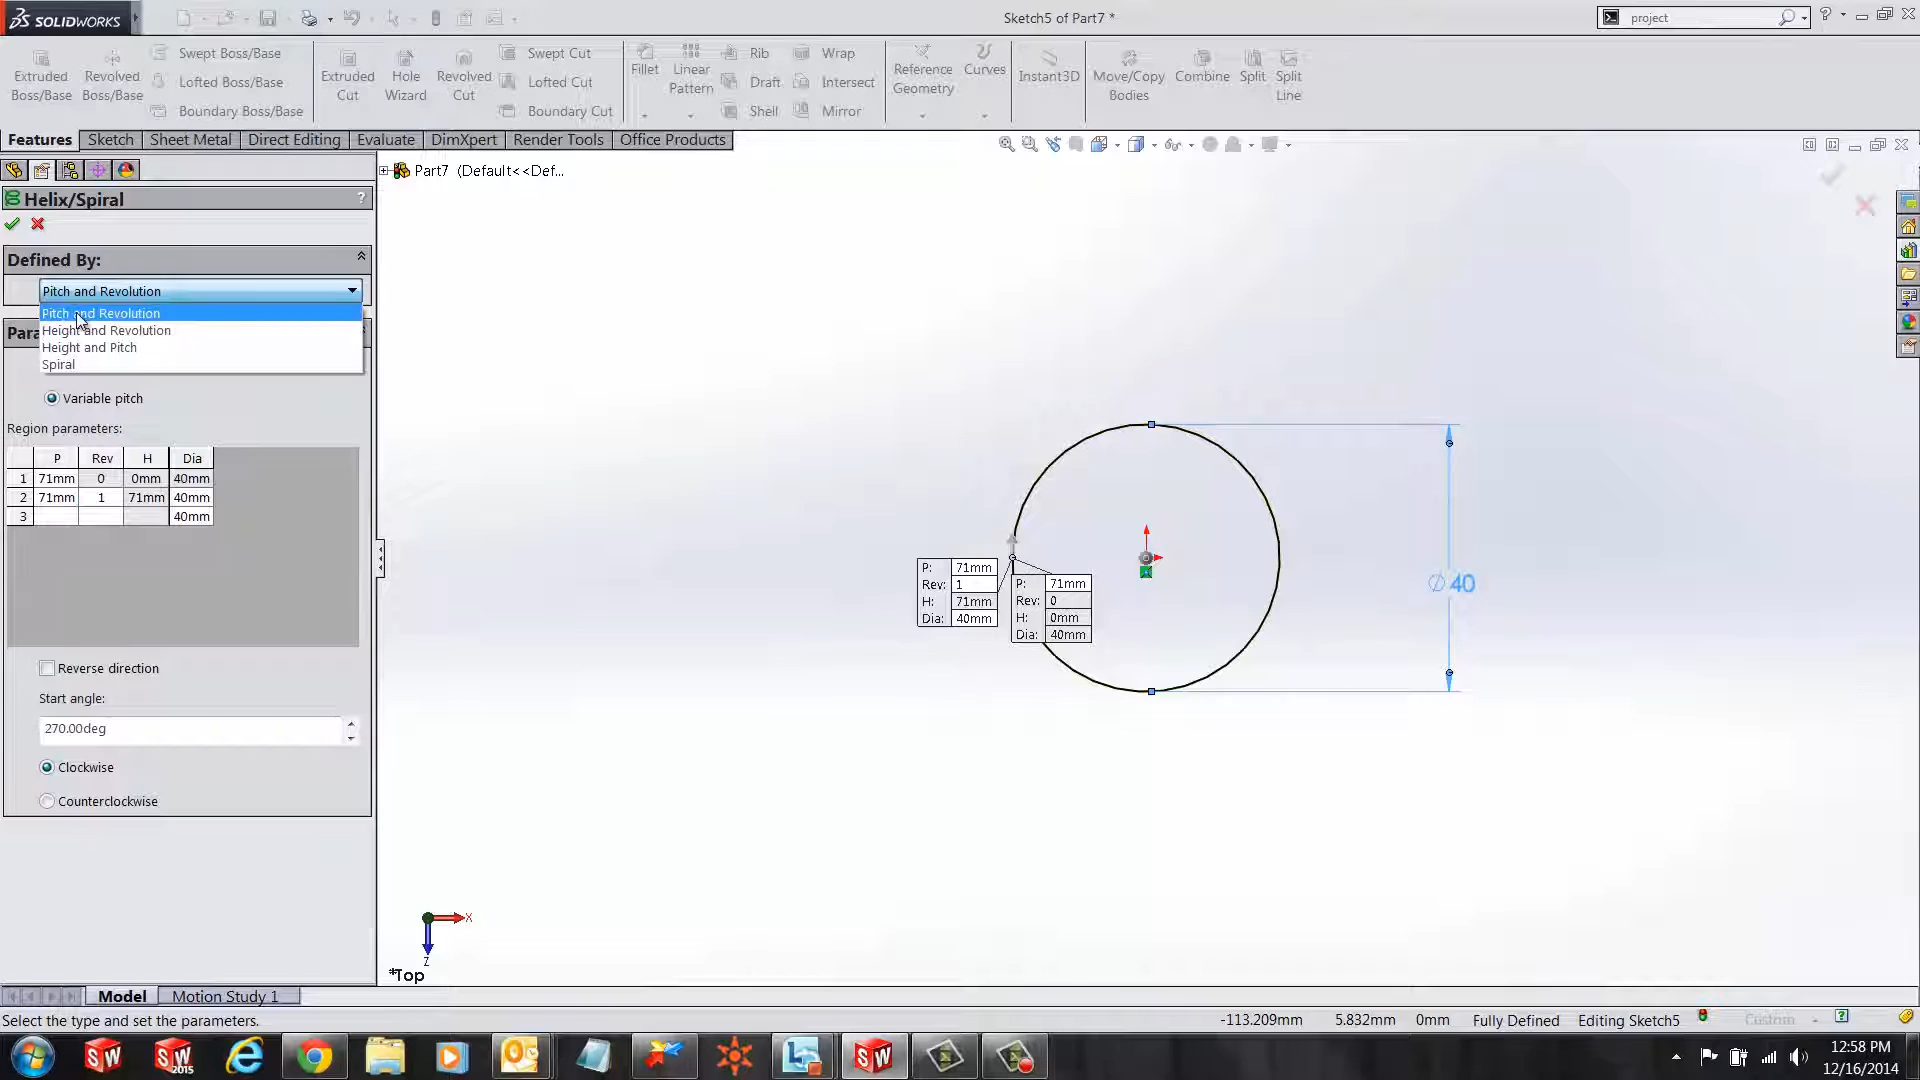 SOLIDWORKS
Sketch5 of Part7 *
project
Extruded Boss/Base
Revolved Boss/Base
Swept Boss/Base
Lofted Boss/Base
Boundary Boss/Base
Extruded Cut
Hole Wizard
Revolved Cut
Swept Cut
Lofted Cut
Boundary Cut
Fillet
Linear Pattern
Rib
Draft
Shell
Wrap
Intersect
Mirror
Reference Geometry
Curves
Instant3D
Move/Copy Bodies
Combine
Split
Split Line
Features Sketch Sheet Metal Direct Editing Evaluate DimXpert Render Tools Office Products
Part7 (Default<<Def...
Helix/Spiral ?
Defined By:
Pitch and Revolution
Pitch and Revolution
Height and Revolution
Height and Pitch
Spiral
Para
Variable pitch
Region parameters:
P Rev H Dia
1 71mm 0 0mm 40mm
2 71mm 1 71mm 40mm
3 40mm
Reverse direction
Start angle:
270.00deg
Clockwise
Counterclockwise
P: 71mm
Rev: 1
H: 71mm
Dia: 40mm
P: 71mm
Rev: 0
H: 0mm
Dia: 40mm
∅40
X
Z
*Top
Model Motion Study 1
Select the type and set the parameters.
-113.209mm 5.832mm 0mm Fully Defined Editing Sketch5 Custom
SW
SW 2015
SW
12:58 PM
12/16/2014